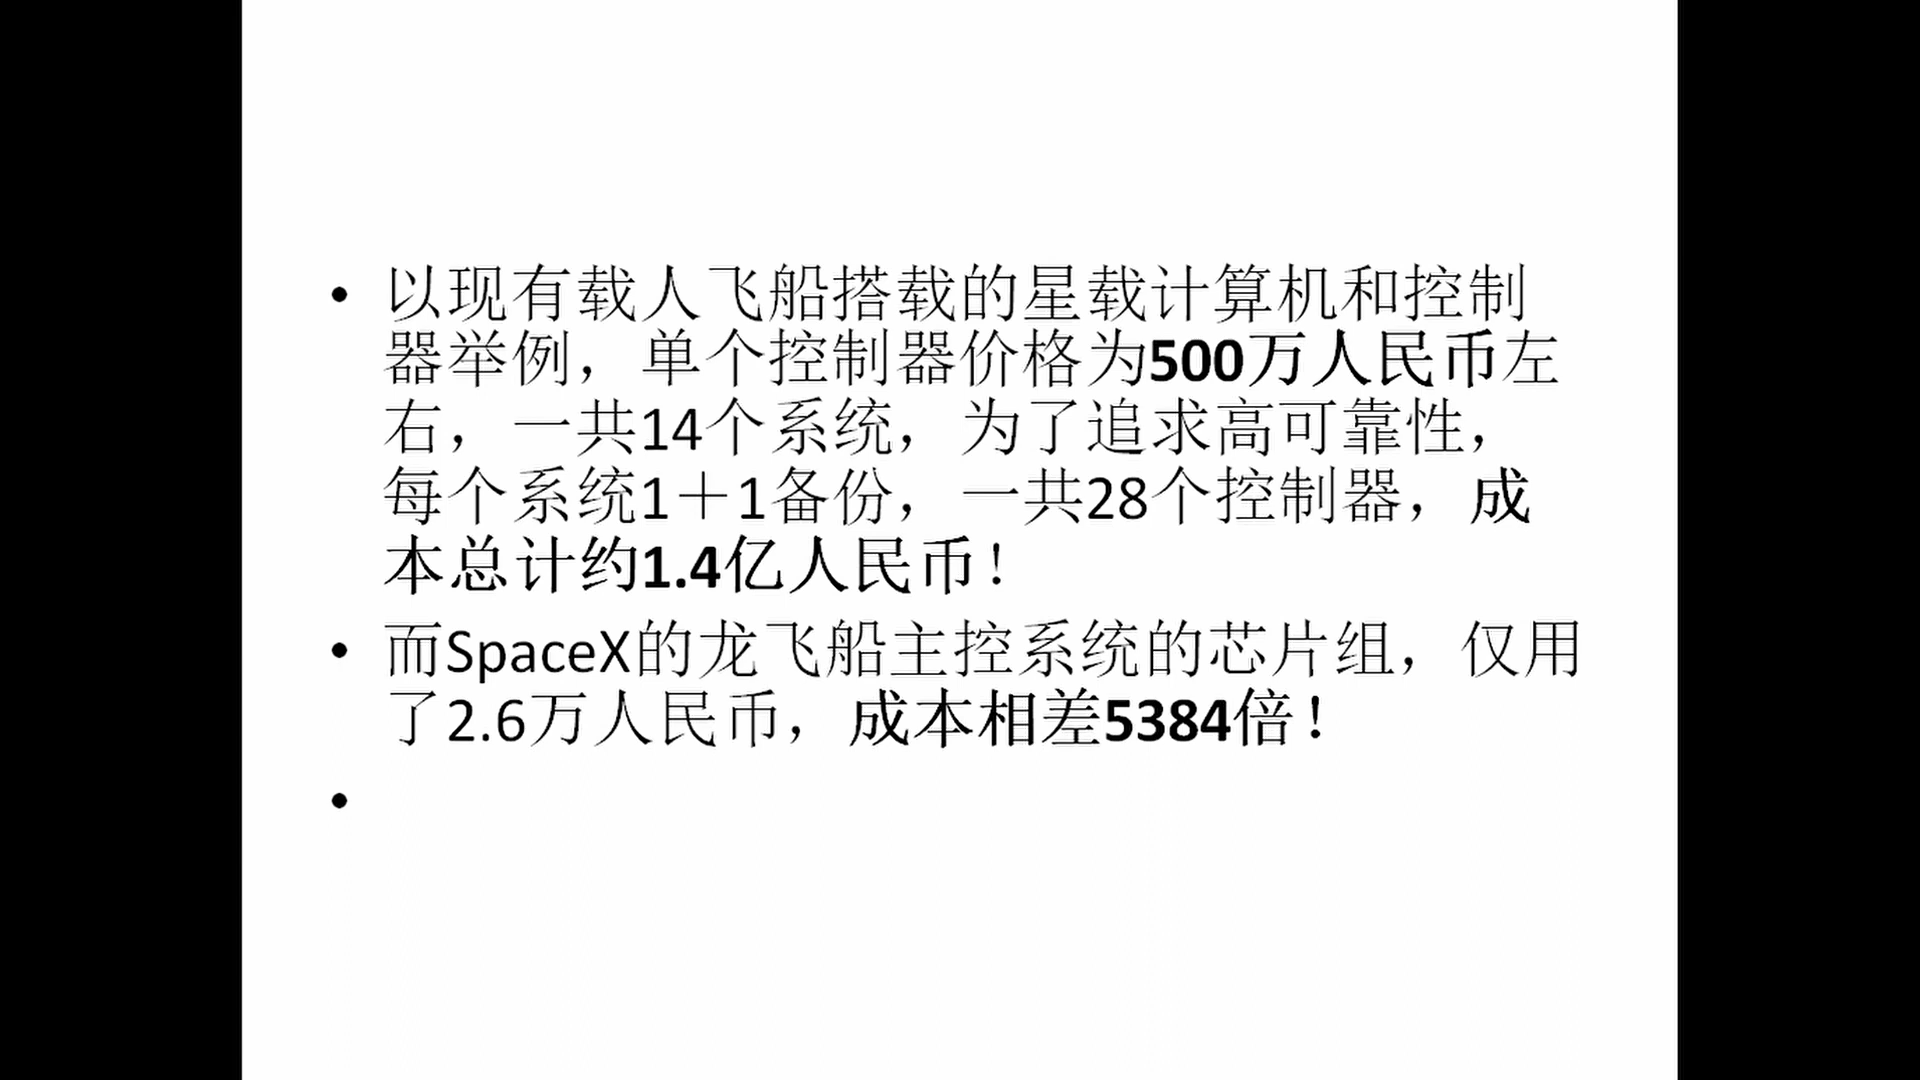 • 以现有载人飞船搭载的星载计算机和控制
器举例，单个控制器价格为500万人民币左
右，一共14个系统，为了追求高可靠性，
每个系统1＋1备份，一共28个控制器，成
本总计约1.4亿人民币！
• 而SpaceX的龙飞船主控系统的芯片组，仅用
了2.6万人民币，成本相差5384倍！
•